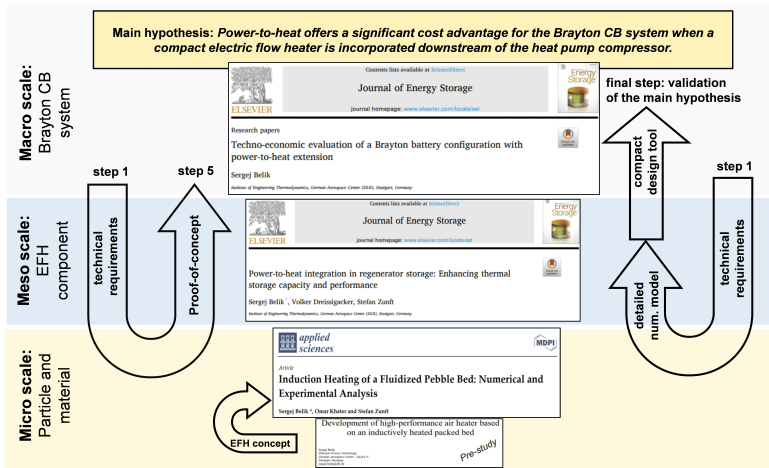 Main hypothesis: Power-to-heat offers a significant cost advantage for the Brayton CB system when a
compact electric flow heater is incorporated downstream of the heat pump compressor.
Macro scale:
Brayton CB
system
Contents lists available at ScienceDirect
Journal of Energy Storage
journal homepage: www.elsevier.com/locate/est
ELSEVIER
Energy
Storage
Research papers
Techno-economic evaluation of a Brayton battery configuration with
power-to-heat extension
Sergej Belik
Institute of Engineering Thermodynamics, German Aerospace Center (DLR), Stuttgart, Germany
final step: validation
of the main hypothesis
step 1
step 5
compact
design tool
step 1
Meso scale:
EFH
component
technical
requirements
Proof-of-concept
Contents lists available at ScienceDirect
Journal of Energy Storage
journal homepage: www.elsevier.com/locate/est
ELSEVIER
Energy
Storage
Power-to-heat integration in regenerator storage: Enhancing thermal
storage capacity and performance
Sergej Belik *, Volker Dreissigacker, Stefan Zunft
Institute of Engineering Thermodynamics, German Aerospace Center (DLR), Stuttgart, Germany
detailed
num. model
technical
requirements
Micro scale:
Particle and
material
applied
sciences
MDPI
Article
Induction Heating of a Fluidized Pebble Bed: Numerical and
Experimental Analysis
Sergej Belik *, Omar Khater and Stefan Zunft
EFH concept
Development of high-performance air heater based
on an inductively heated packed bed
Sergej Belik
Pre-study